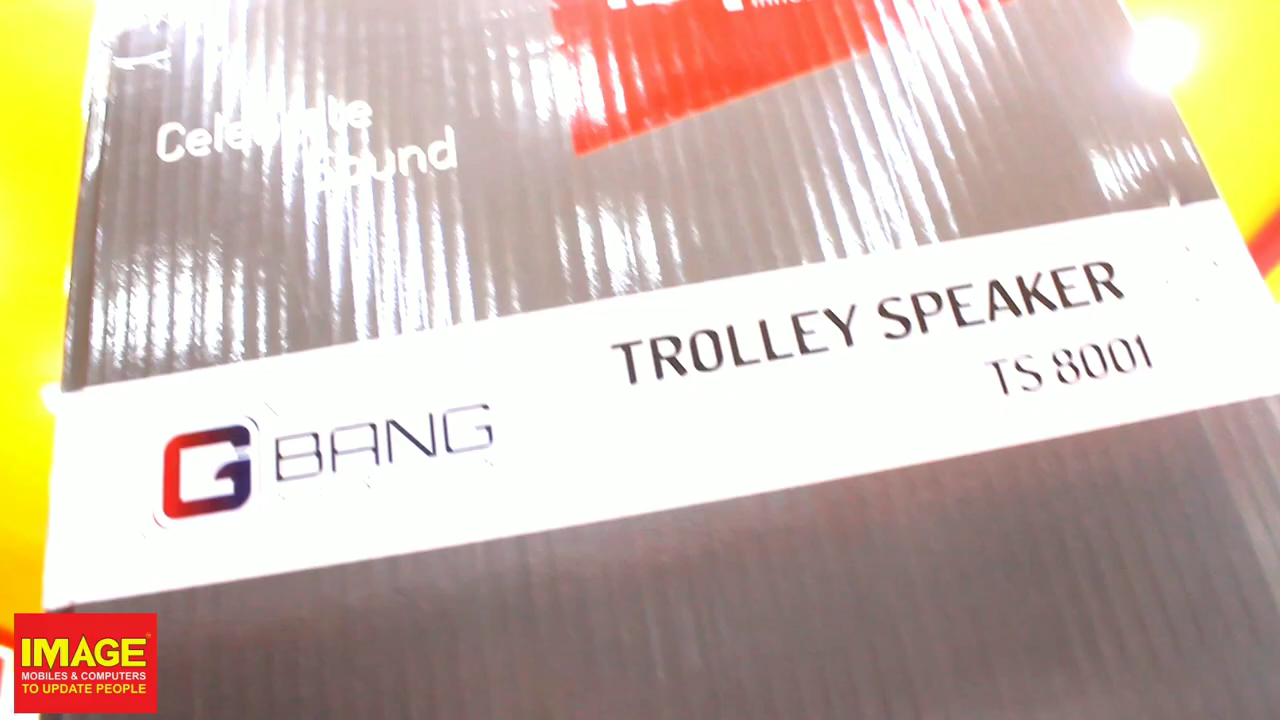 Celebrate
Sound
TROLLEY SPEAKER
TS 8001
G BANG
IMAGE
MOBILES & COMPUTERS
TO UPDATE PEOPLE